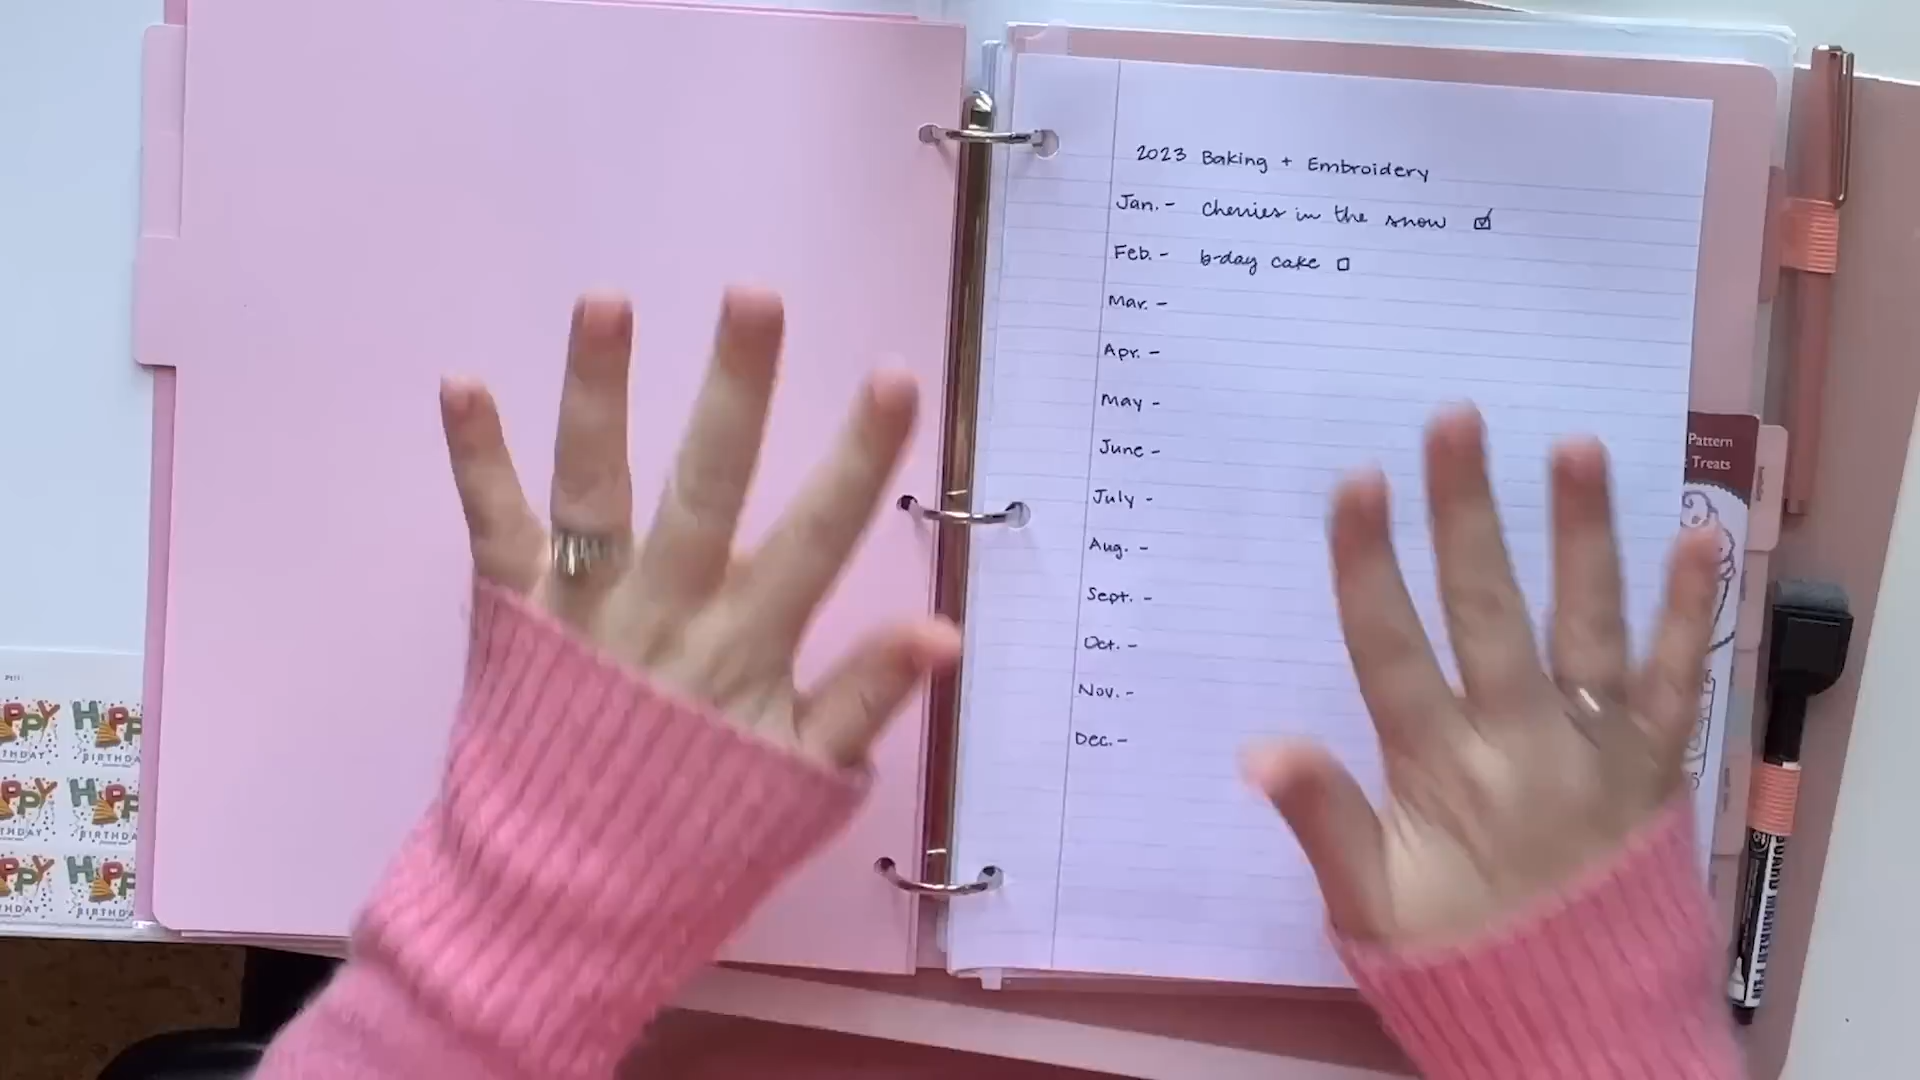 2023 Baking + Embroidery
Jan. - Cherries in the snow
Feb. - b-day cake
Mar. -
Apr. -
May -
June -
July -
Aug. -
Sept. -
Oct. -
Nov. -
Dec. -
Pattern
Treats
HAPPY
BIRTHDAY
HAPPY
BIRTHDAY
HAPPY
BIRTHDAY